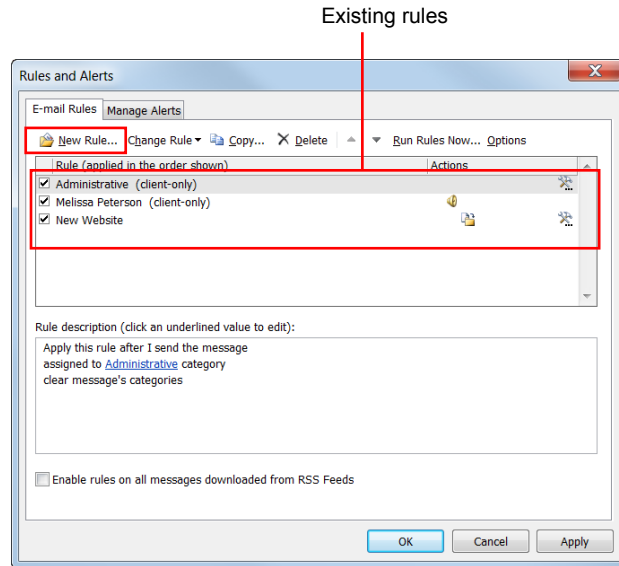 Existing rules
Rules and Alerts
X
E-mail Rules Manage Alerts
New Rule... Change Rule Copy... Delete Run Rules Now... Options
Rule (applied in the order shown) Actions
Administrative (client-only)
Melissa Peterson (client-only)
New Website
Rule description (click an underlined value to edit):
Apply this rule after I send the message
assigned to Administrative category
clear message's categories
Enable rules on all messages downloaded from RSS Feeds
OK Cancel Apply